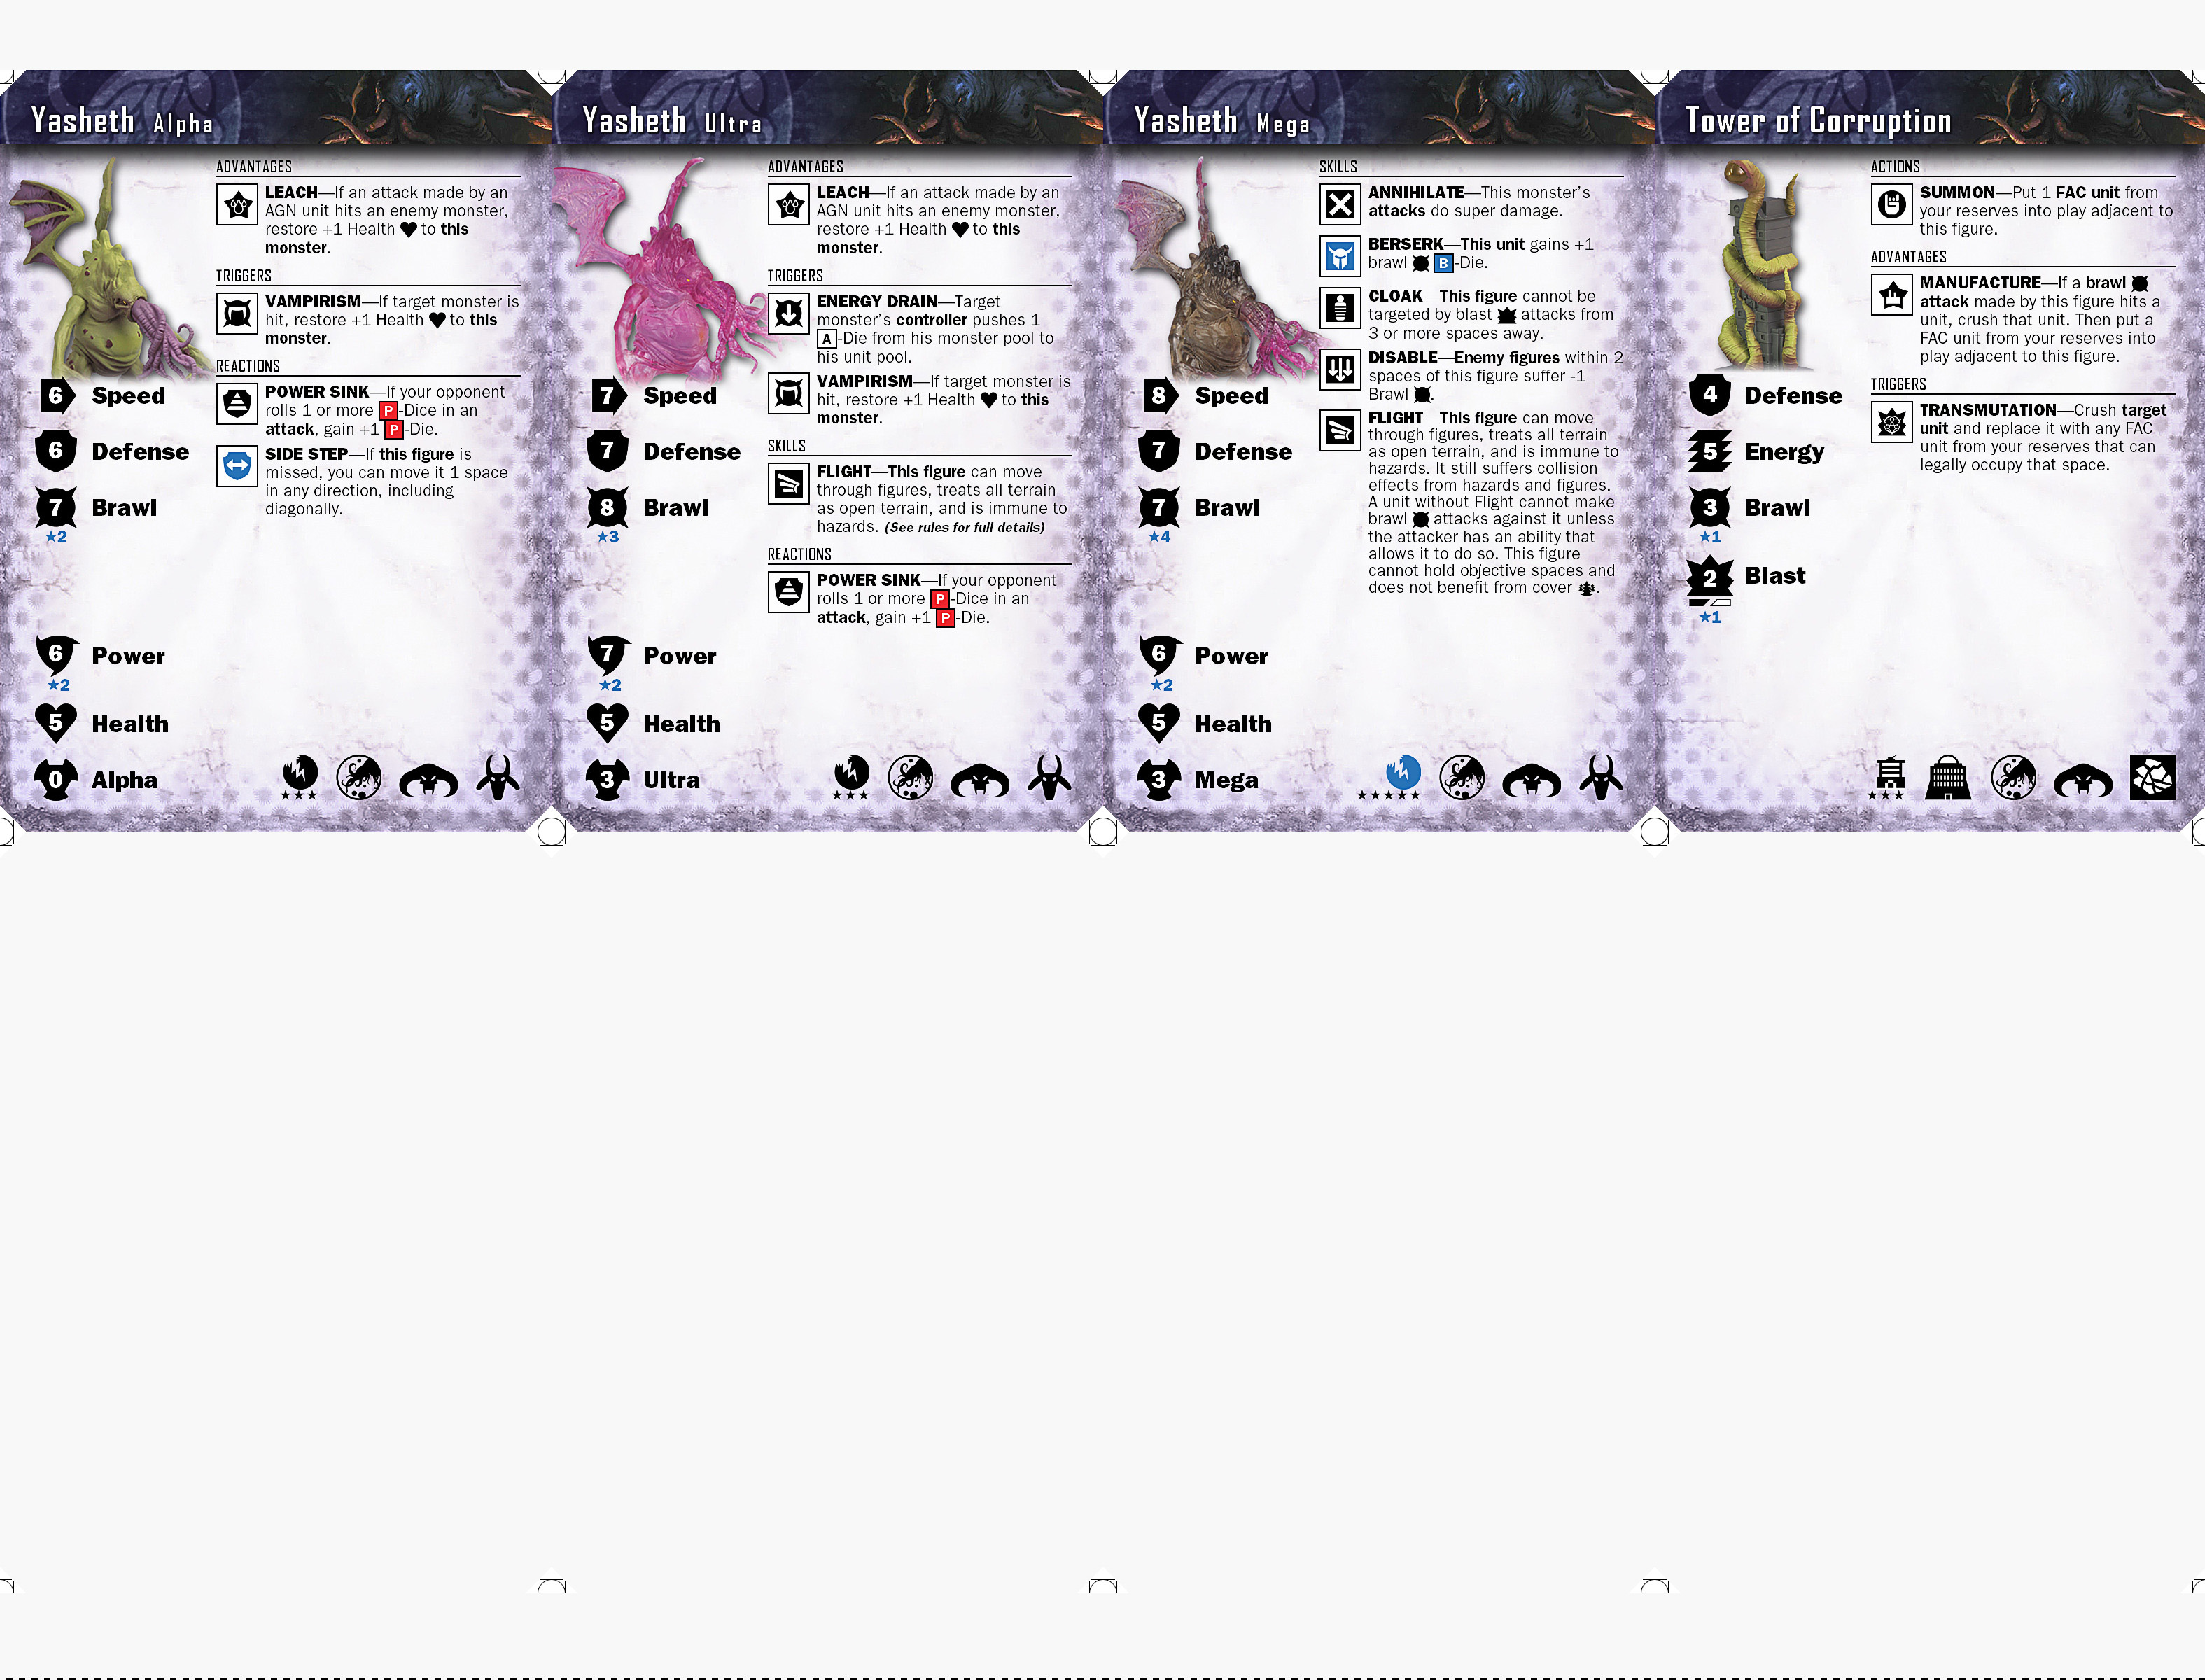 Yasheth Alpha
ADVANTAGES
LEACH—If an attack made by an
AGN unit hits an enemy monster,
restore +1 Health to this
monster.
TRIGGERS
VAMPIRISM—If target monster is
hit, restore +1 Health to this
monster.
REACTIONS
POWER SINK—If your opponent
rolls 1 or more P-Dice in an
attack, gain +1 P-Die.
SIDE STEP—If this figure is
missed, you can move it 1 space
in any direction, including
diagonally.
6 Speed
6 Defense
7 Brawl
★2
6 Power
★2
5 Health
0 Alpha
★★★
Yasheth Ultra
ADVANTAGES
LEACH—If an attack made by an
AGN unit hits an enemy monster,
restore +1 Health to this
monster.
TRIGGERS
ENERGY DRAIN—Target
monster's controller pushes 1
A-Die from his monster pool to
his unit pool.
VAMPIRISM—If target monster is
hit, restore +1 Health to this
monster.
SKILLS
FLIGHT—This figure can move
through figures, treats all terrain
as open terrain, and is immune to
hazards. (See rules for full details)
REACTIONS
POWER SINK—If your opponent
rolls 1 or more P-Dice in an
attack, gain +1 P-Die.
7 Speed
7 Defense
8 Brawl
★3
7 Power
★2
5 Health
3 Ultra
★★★
Yasheth Mega
SKILLS
ANNIHILATE—This monster's
attacks do super damage.
BERSERK—This unit gains +1
brawl B-Die.
CLOAK—This figure cannot be
targeted by blast attacks from
3 or more spaces away.
DISABLE—Enemy figures within 2
spaces of this figure suffer -1
Brawl.
FLIGHT—This figure can move
through figures, treats all terrain
as open terrain, and is immune to
hazards. It still suffers collision
effects from hazards and figures.
A unit without Flight cannot make
brawl attacks against it unless
the attacker has an ability that
allows it to do so. This figure
cannot hold objective spaces and
does not benefit from cover.
8 Speed
7 Defense
7 Brawl
★4
6 Power
★2
5 Health
3 Mega
★★★★★
Tower of Corruption
ACTIONS
SUMMON—Put 1 FAC unit from
your reserves into play adjacent to
this figure.
ADVANTAGES
MANUFACTURE—If a brawl
attack made by this figure hits a
unit, crush that unit. Then put a
FAC unit from your reserves into
play adjacent to this figure.
TRIGGERS
TRANSMUTATION—Crush target
unit and replace it with any FAC
unit from your reserves that can
legally occupy that space.
4 Defense
5 Energy
3 Brawl
★1
2 Blast
★1
★★★